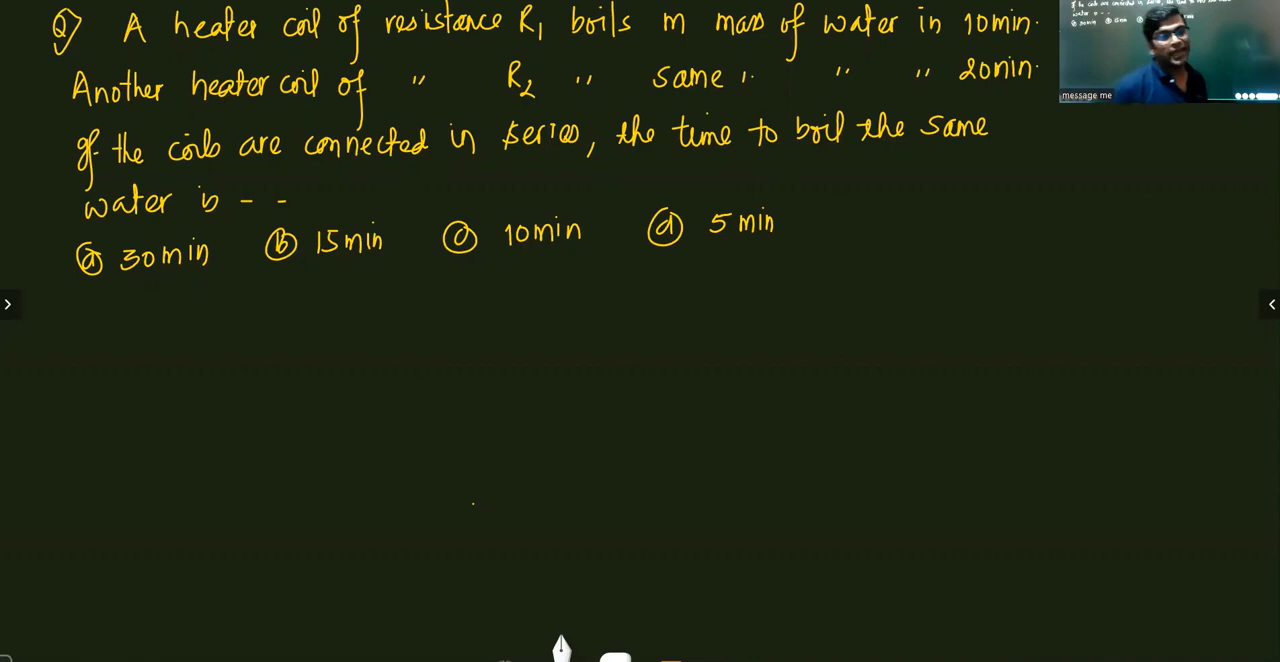 Q) A heater coil of resistance R1 boils m mass of water in 10min.
Another heater coil of " R2 " same " " " 20min.
If the coils are connected in series, the time to boil the same
water is - -
(a) 30min (b) 15min (c) 10min (d) 5min
message me